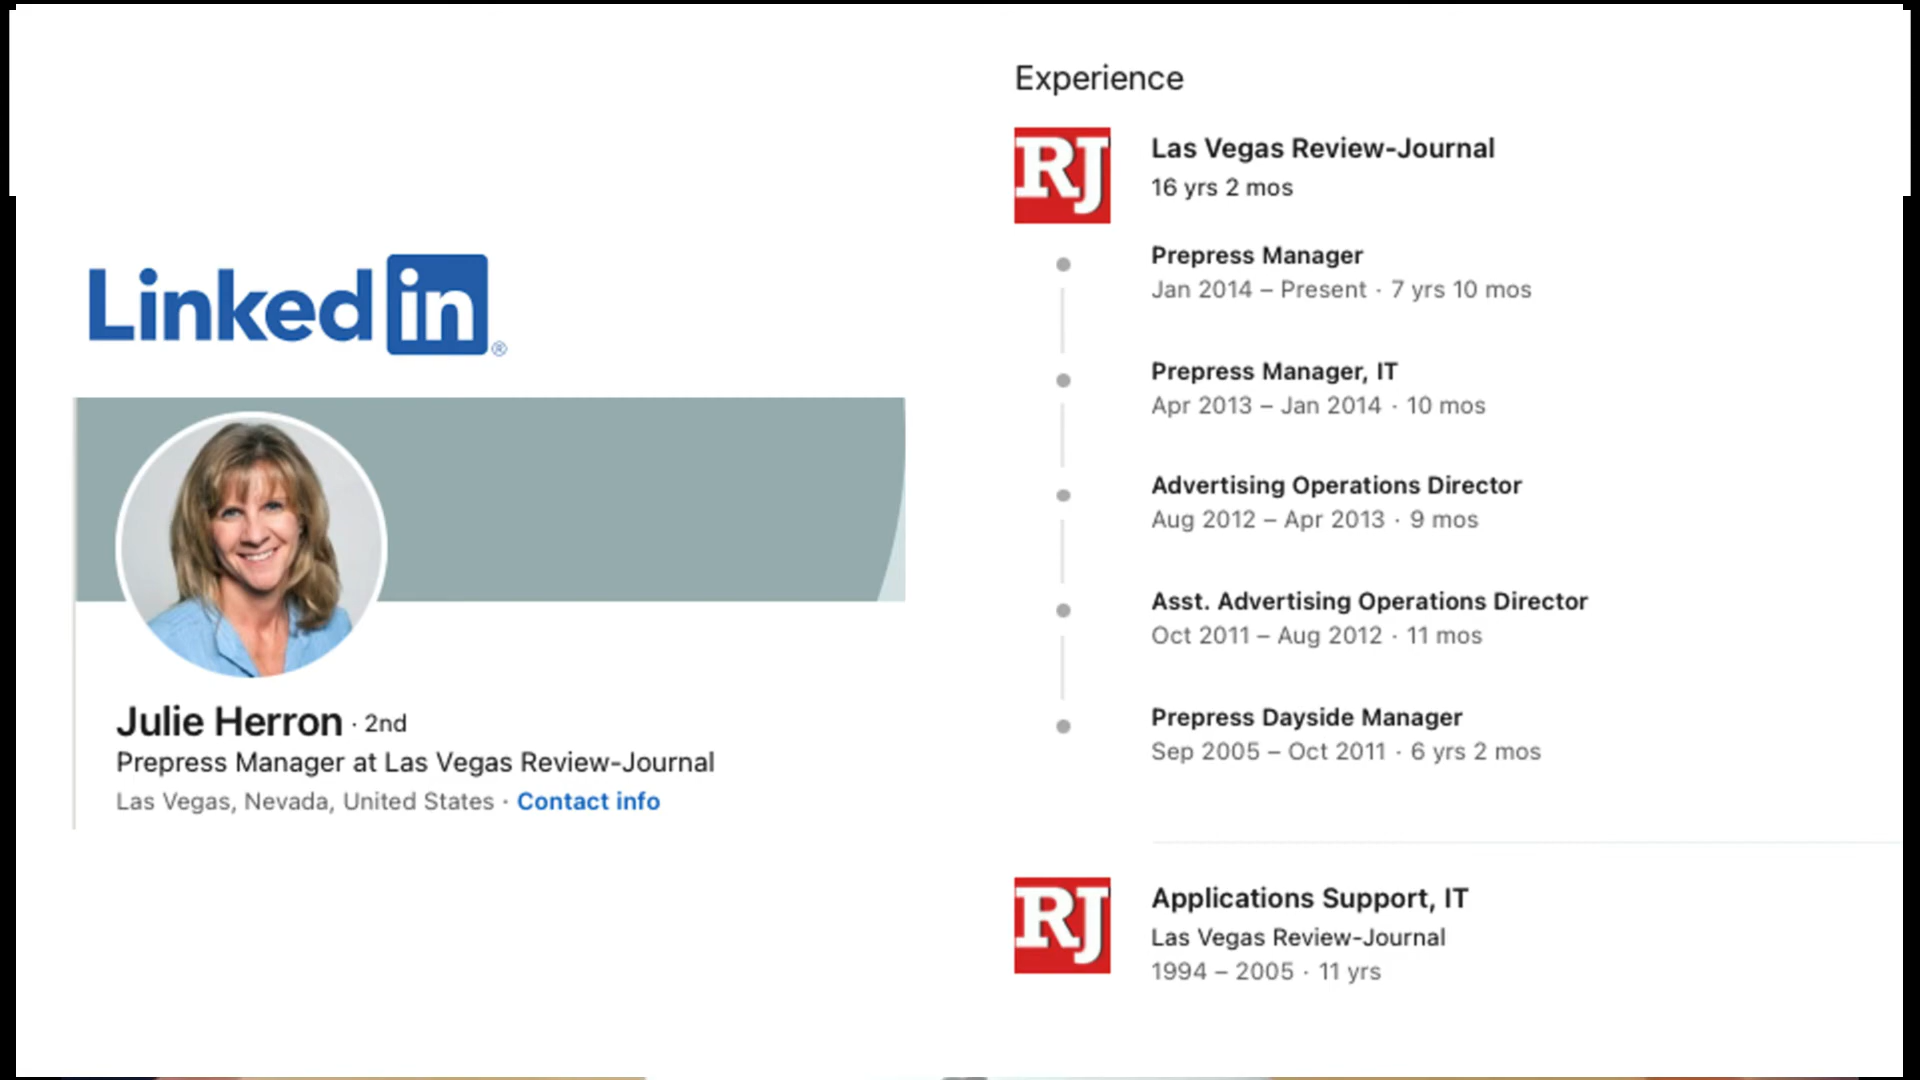 LinkedIn®
Julie Herron · 2nd
Prepress Manager at Las Vegas Review-Journal
Las Vegas, Nevada, United States · Contact info
Experience
RJ
Las Vegas Review-Journal
16 yrs 2 mos
Prepress Manager
Jan 2014 – Present · 7 yrs 10 mos
Prepress Manager, IT
Apr 2013 – Jan 2014 · 10 mos
Advertising Operations Director
Aug 2012 – Apr 2013 · 9 mos
Asst. Advertising Operations Director
Oct 2011 – Aug 2012 · 11 mos
Prepress Dayside Manager
Sep 2005 – Oct 2011 · 6 yrs 2 mos
RJ
Applications Support, IT
Las Vegas Review-Journal
1994 – 2005 · 11 yrs